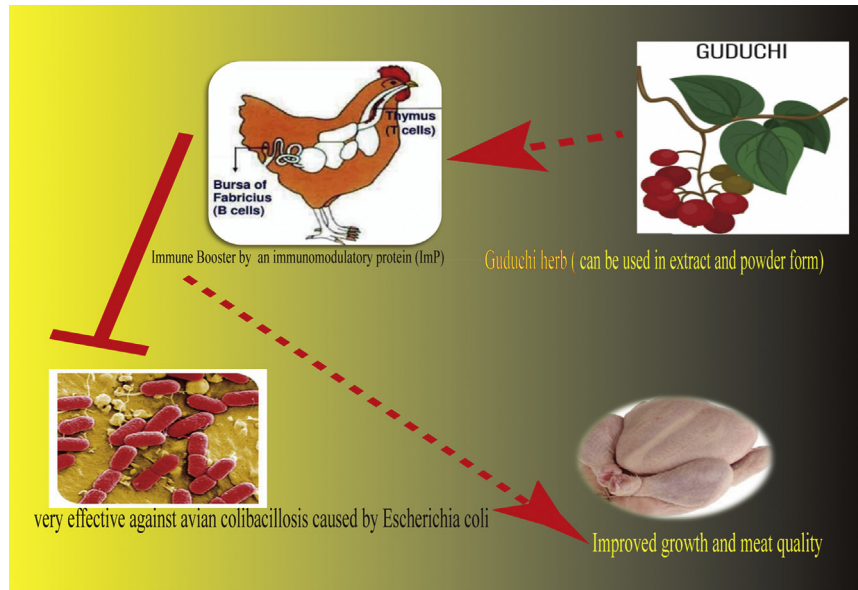 GUDUCHI
Thymus
(T cells)
Bursa of
Fabricius
(B cells)
Immune Booster by an immunomodulatory protein (ImP)
Guduchi herb ( can be used in extract and powder form)
very effective against avian colibacillosis caused by Escherichia coli
Improved growth and meat quality